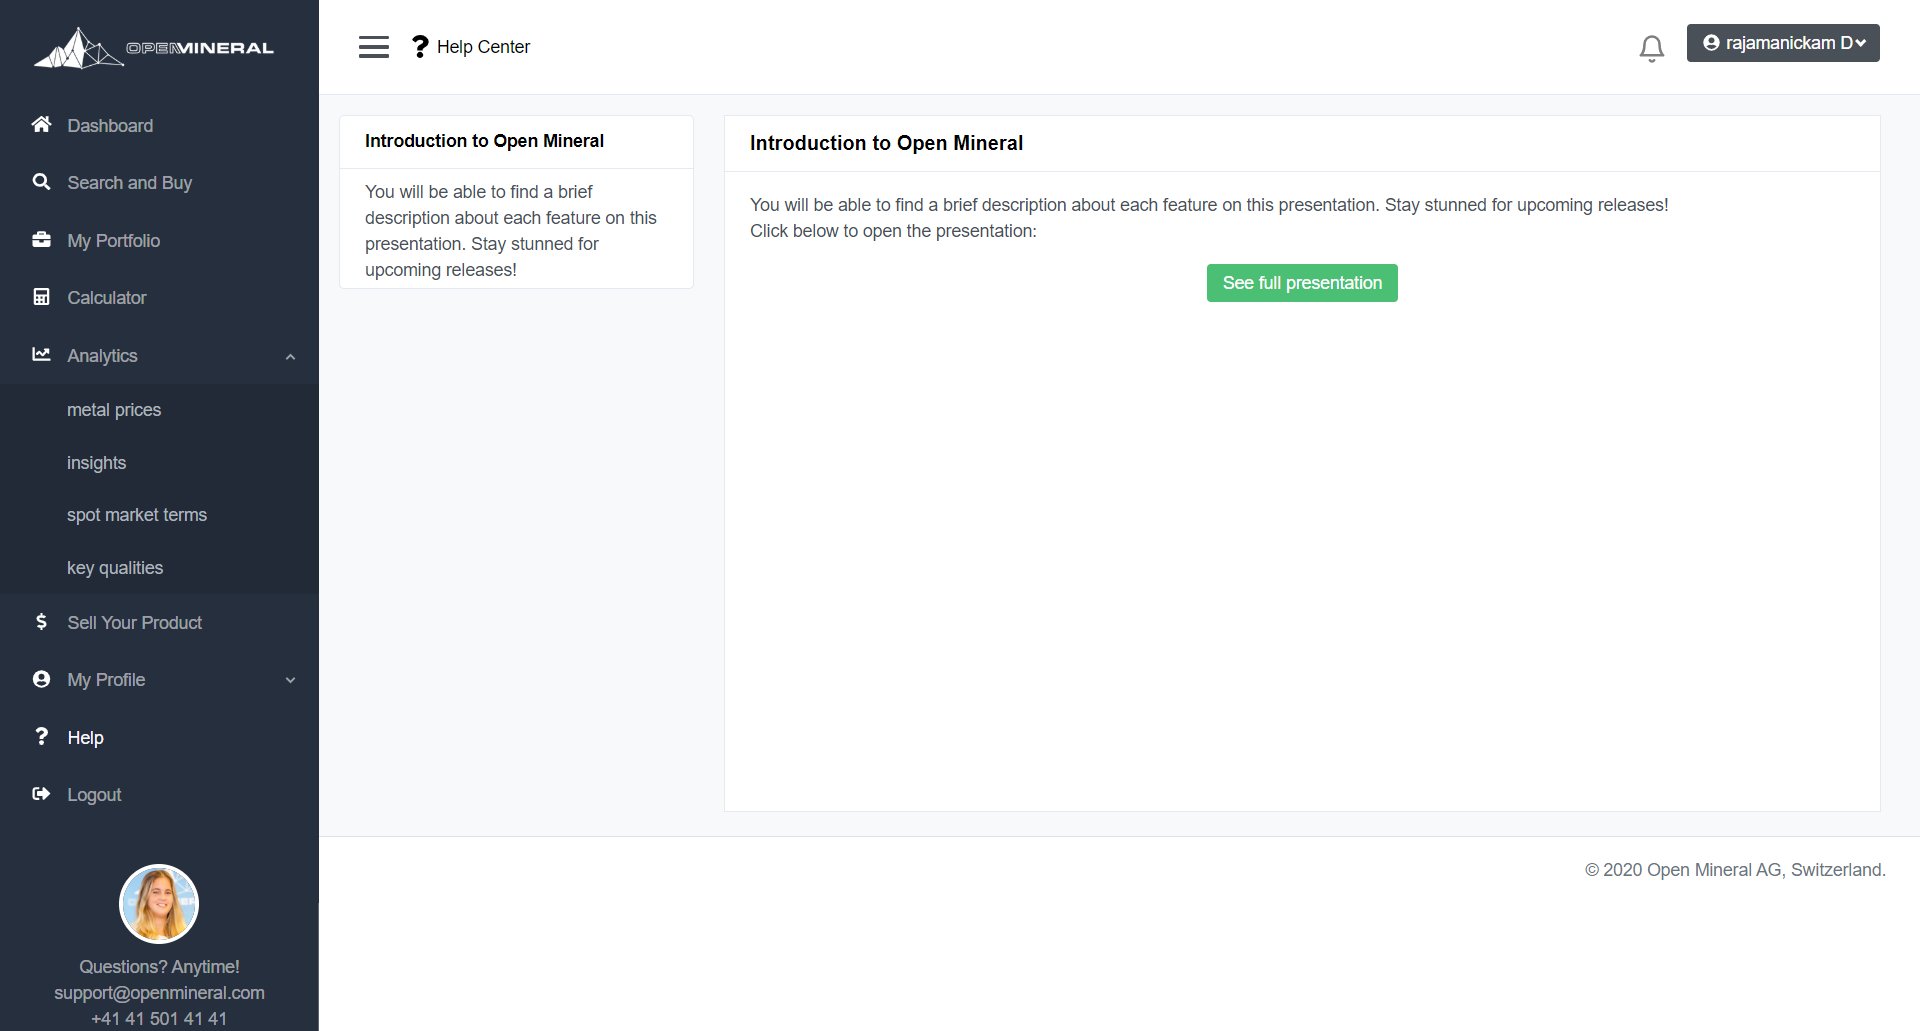 OPENMINERAL
Dashboard
Search and Buy
My Portfolio
Calculator
Analytics
metal prices
insights
spot market terms
key qualities
Sell Your Product
My Profile
Help
Logout
Questions? Anytime!
support@openmineral.com
+41 41 501 41 41
Help Center
rajamanickam D
Introduction to Open Mineral
You will be able to find a brief
description about each feature on this
presentation. Stay stunned for
upcoming releases!
Introduction to Open Mineral
You will be able to find a brief description about each feature on this presentation. Stay stunned for upcoming releases!
Click below to open the presentation:
See full presentation
© 2020 Open Mineral AG, Switzerland.